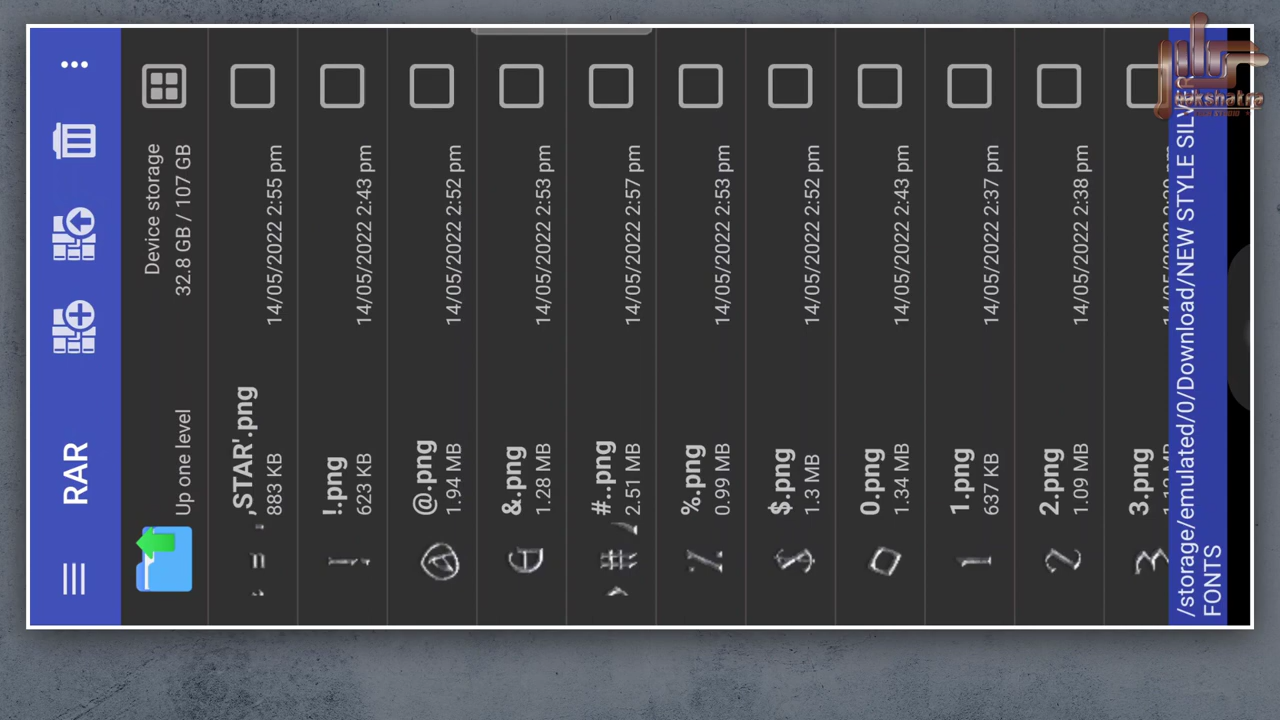 RAR
Up one level
Device storage
32.8 GB / 107 GB
,STAR'.png
883 KB
14/05/2022 2:55 pm
!.png
623 KB
14/05/2022 2:43 pm
@.png
1.94 MB
14/05/2022 2:52 pm
&.png
1.28 MB
14/05/2022 2:53 pm
#..png
2.51 MB
14/05/2022 2:57 pm
%.png
0.99 MB
14/05/2022 2:53 pm
$.png
1.3 MB
14/05/2022 2:52 pm
0.png
1.34 MB
14/05/2022 2:43 pm
1.png
637 KB
14/05/2022 2:37 pm
2.png
1.09 MB
14/05/2022 2:38 pm
3.png
/storage/emulated/0/Download/NEW STYLE SILVER
FONTS